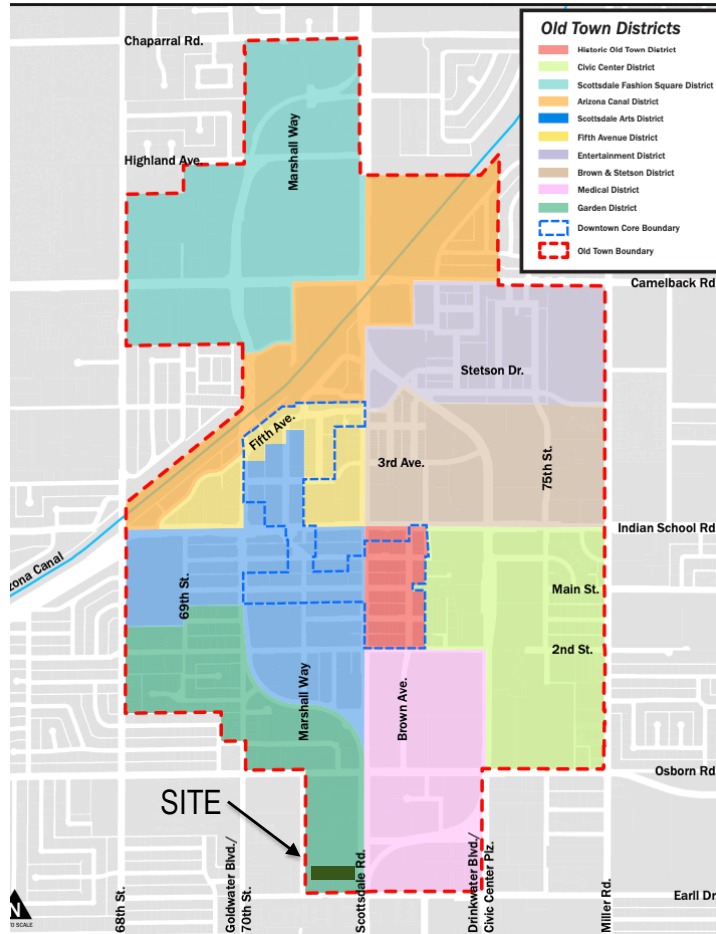 Old Town Districts
Historic Old Town District
Civic Center District
Scottsdale Fashion Square District
Arizona Canal District
Scottsdale Arts District
Fifth Avenue District
Entertainment District
Brown & Stetson District
Medical District
Garden District
Downtown Core Boundary
Old Town Boundary
Chaparral Rd.
Marshall Way
Highland Ave.
Camelback Rd
Stetson Dr.
Fifth Ave.
3rd Ave.
75th St.
Indian School Rd
zona Canal
69th St.
Main St.
2nd St.
Marshall Way
Brown Ave.
Osborn Rd
SITE
68th St.
Goldwater Blvd./
70th St.
Scottsdale Rd.
Drinkwater Blvd./
Civic Center Plz.
Miller Rd.
Earll Dr
N
TO SCALE